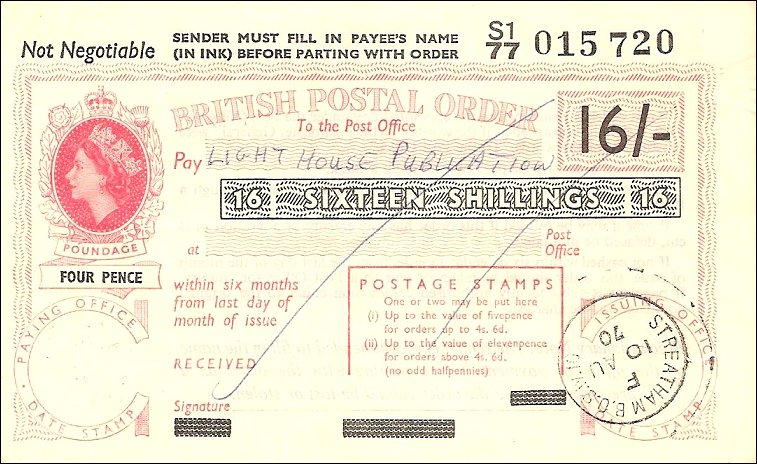 Not Negotiable
SENDER MUST FILL IN PAYEE'S NAME
(IN INK) BEFORE PARTING WITH ORDER
S1/77 015 720
BRITISH POSTAL ORDER
To the Post Office
16/-
Pay LIGHT HOUSE PUBLICATION
16 SIXTEEN SHILLINGS 16
POUNDAGE
FOUR PENCE
at
Post
Office
within six months
from last day of
month of issue
POSTAGE STAMPS
One or two may be put here
(i) Up to the value of fivepence
for orders up to 4s. 6d.
(ii) Up to the value of elevenpence
for orders above 4s. 6d.
(no odd halfpennies)
RECEIVED
Signature
PAYING OFFICE
DATE STAMP
ISSUING OFFICE
DATE STAMP
STREATHAM B.O.
F
10 AU
70